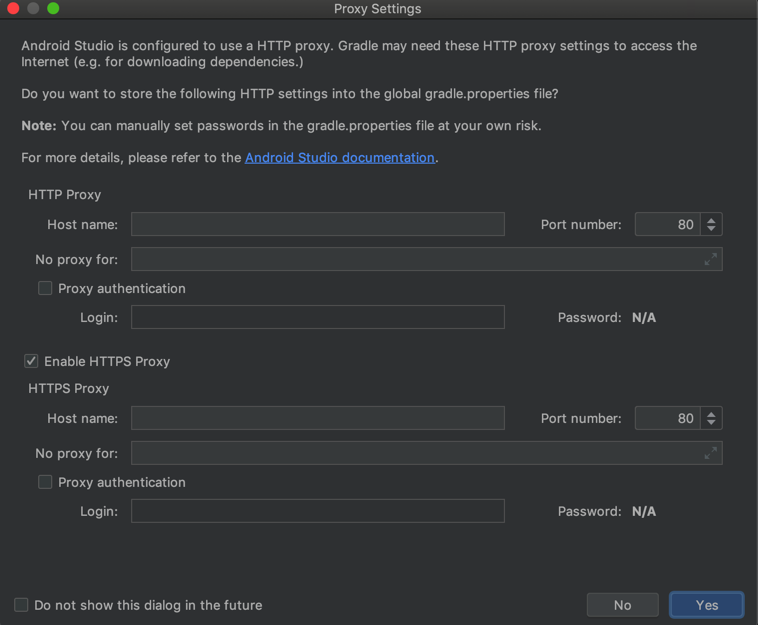 Proxy Settings
Android Studio is configured to use a HTTP proxy. Gradle may need these HTTP proxy settings to access the
Internet (e.g. for downloading dependencies.)
Do you want to store the following HTTP settings into the global gradle.properties file?
Note: You can manually set passwords in the gradle.properties file at your own risk.
For more details, please refer to the Android Studio documentation.
HTTP Proxy
Host name: Port number: 80
No proxy for:
Proxy authentication
Login: Password: N/A
Enable HTTPS Proxy
HTTPS Proxy
Host name: Port number: 80
No proxy for:
Proxy authentication
Login: Password: N/A
Do not show this dialog in the future No Yes